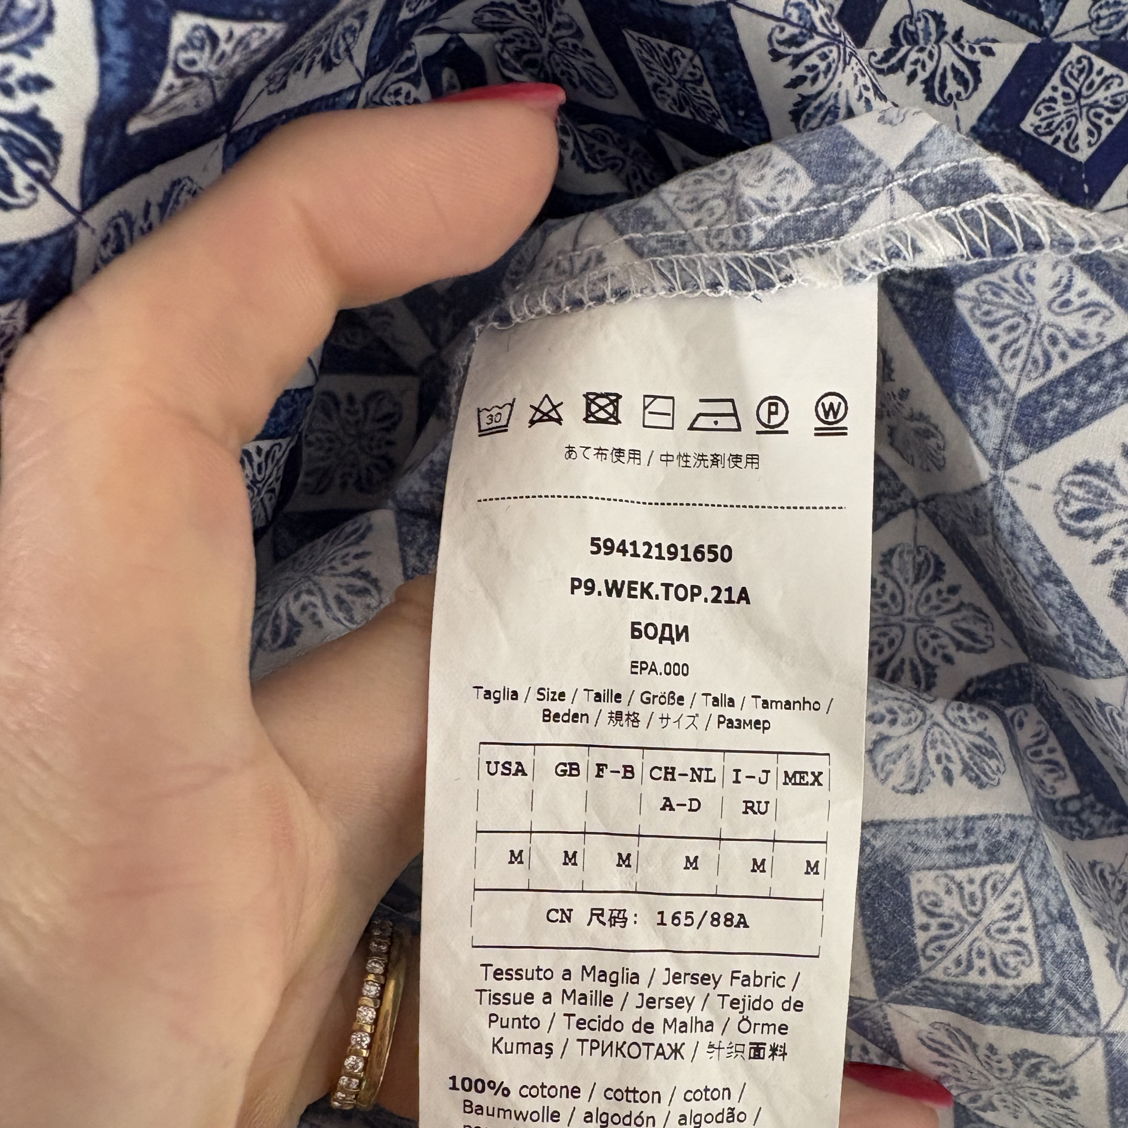 30 P W
あて布使用 / 中性洗剤使用
59412191650
P9.WEK.TOP.21A
БОДИ
EPA.000
Taglia / Size / Taille / Größe / Talla / Tamanho /
Beden / 規格 / サイズ / Размер
USA GB F-B CH-NL I-J MEX
A-D RU
M M M M M M
CN 尺码: 165/88A
Tessuto a Maglia / Jersey Fabric /
Tissue a Maille / Jersey / Tejido de
Punto / Tecido de Malha / Örme
Kumaş / ТРИКОТАЖ / 针织面料
100% cotone / cotton / coton /
Baumwolle / algodón / algodão /